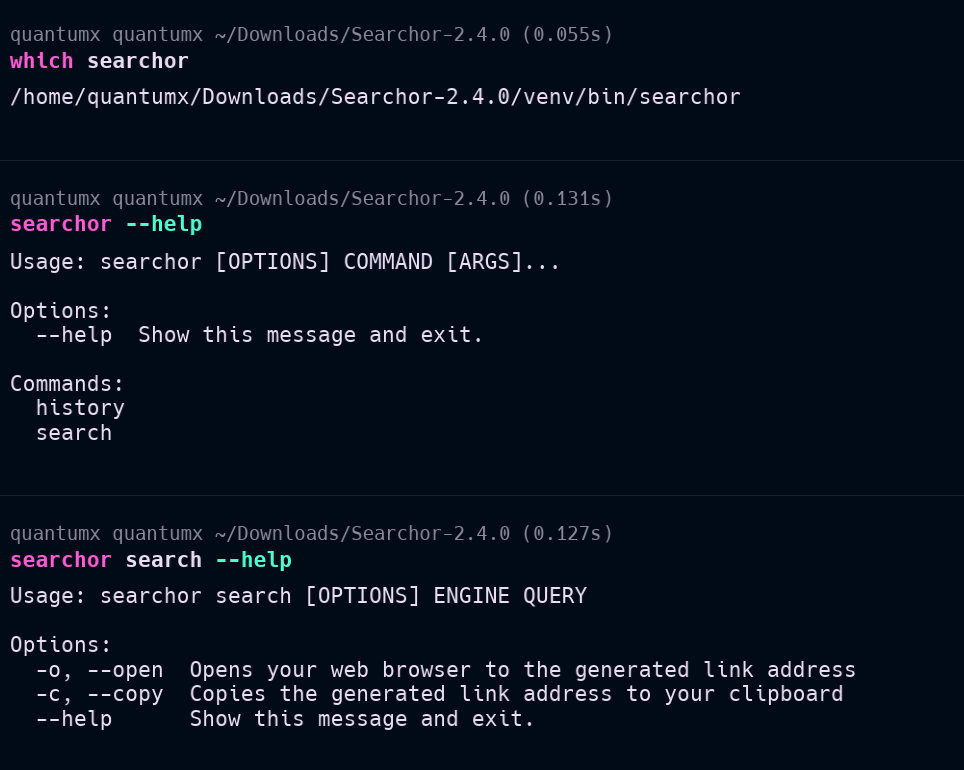 quantumx quantumx ~/Downloads/Searchor-2.4.0 (0.055s)
which searchor
/home/quantumx/Downloads/Searchor-2.4.0/venv/bin/searchor
quantumx quantumx ~/Downloads/Searchor-2.4.0 (0.131s)
searchor --help
Usage: searchor [OPTIONS] COMMAND [ARGS]...
Options:
  --help  Show this message and exit.
Commands:
  history
  search
quantumx quantumx ~/Downloads/Searchor-2.4.0 (0.127s)
searchor search --help
Usage: searchor search [OPTIONS] ENGINE QUERY
Options:
  -o, --open  Opens your web browser to the generated link address
  -c, --copy  Copies the generated link address to your clipboard
  --help      Show this message and exit.